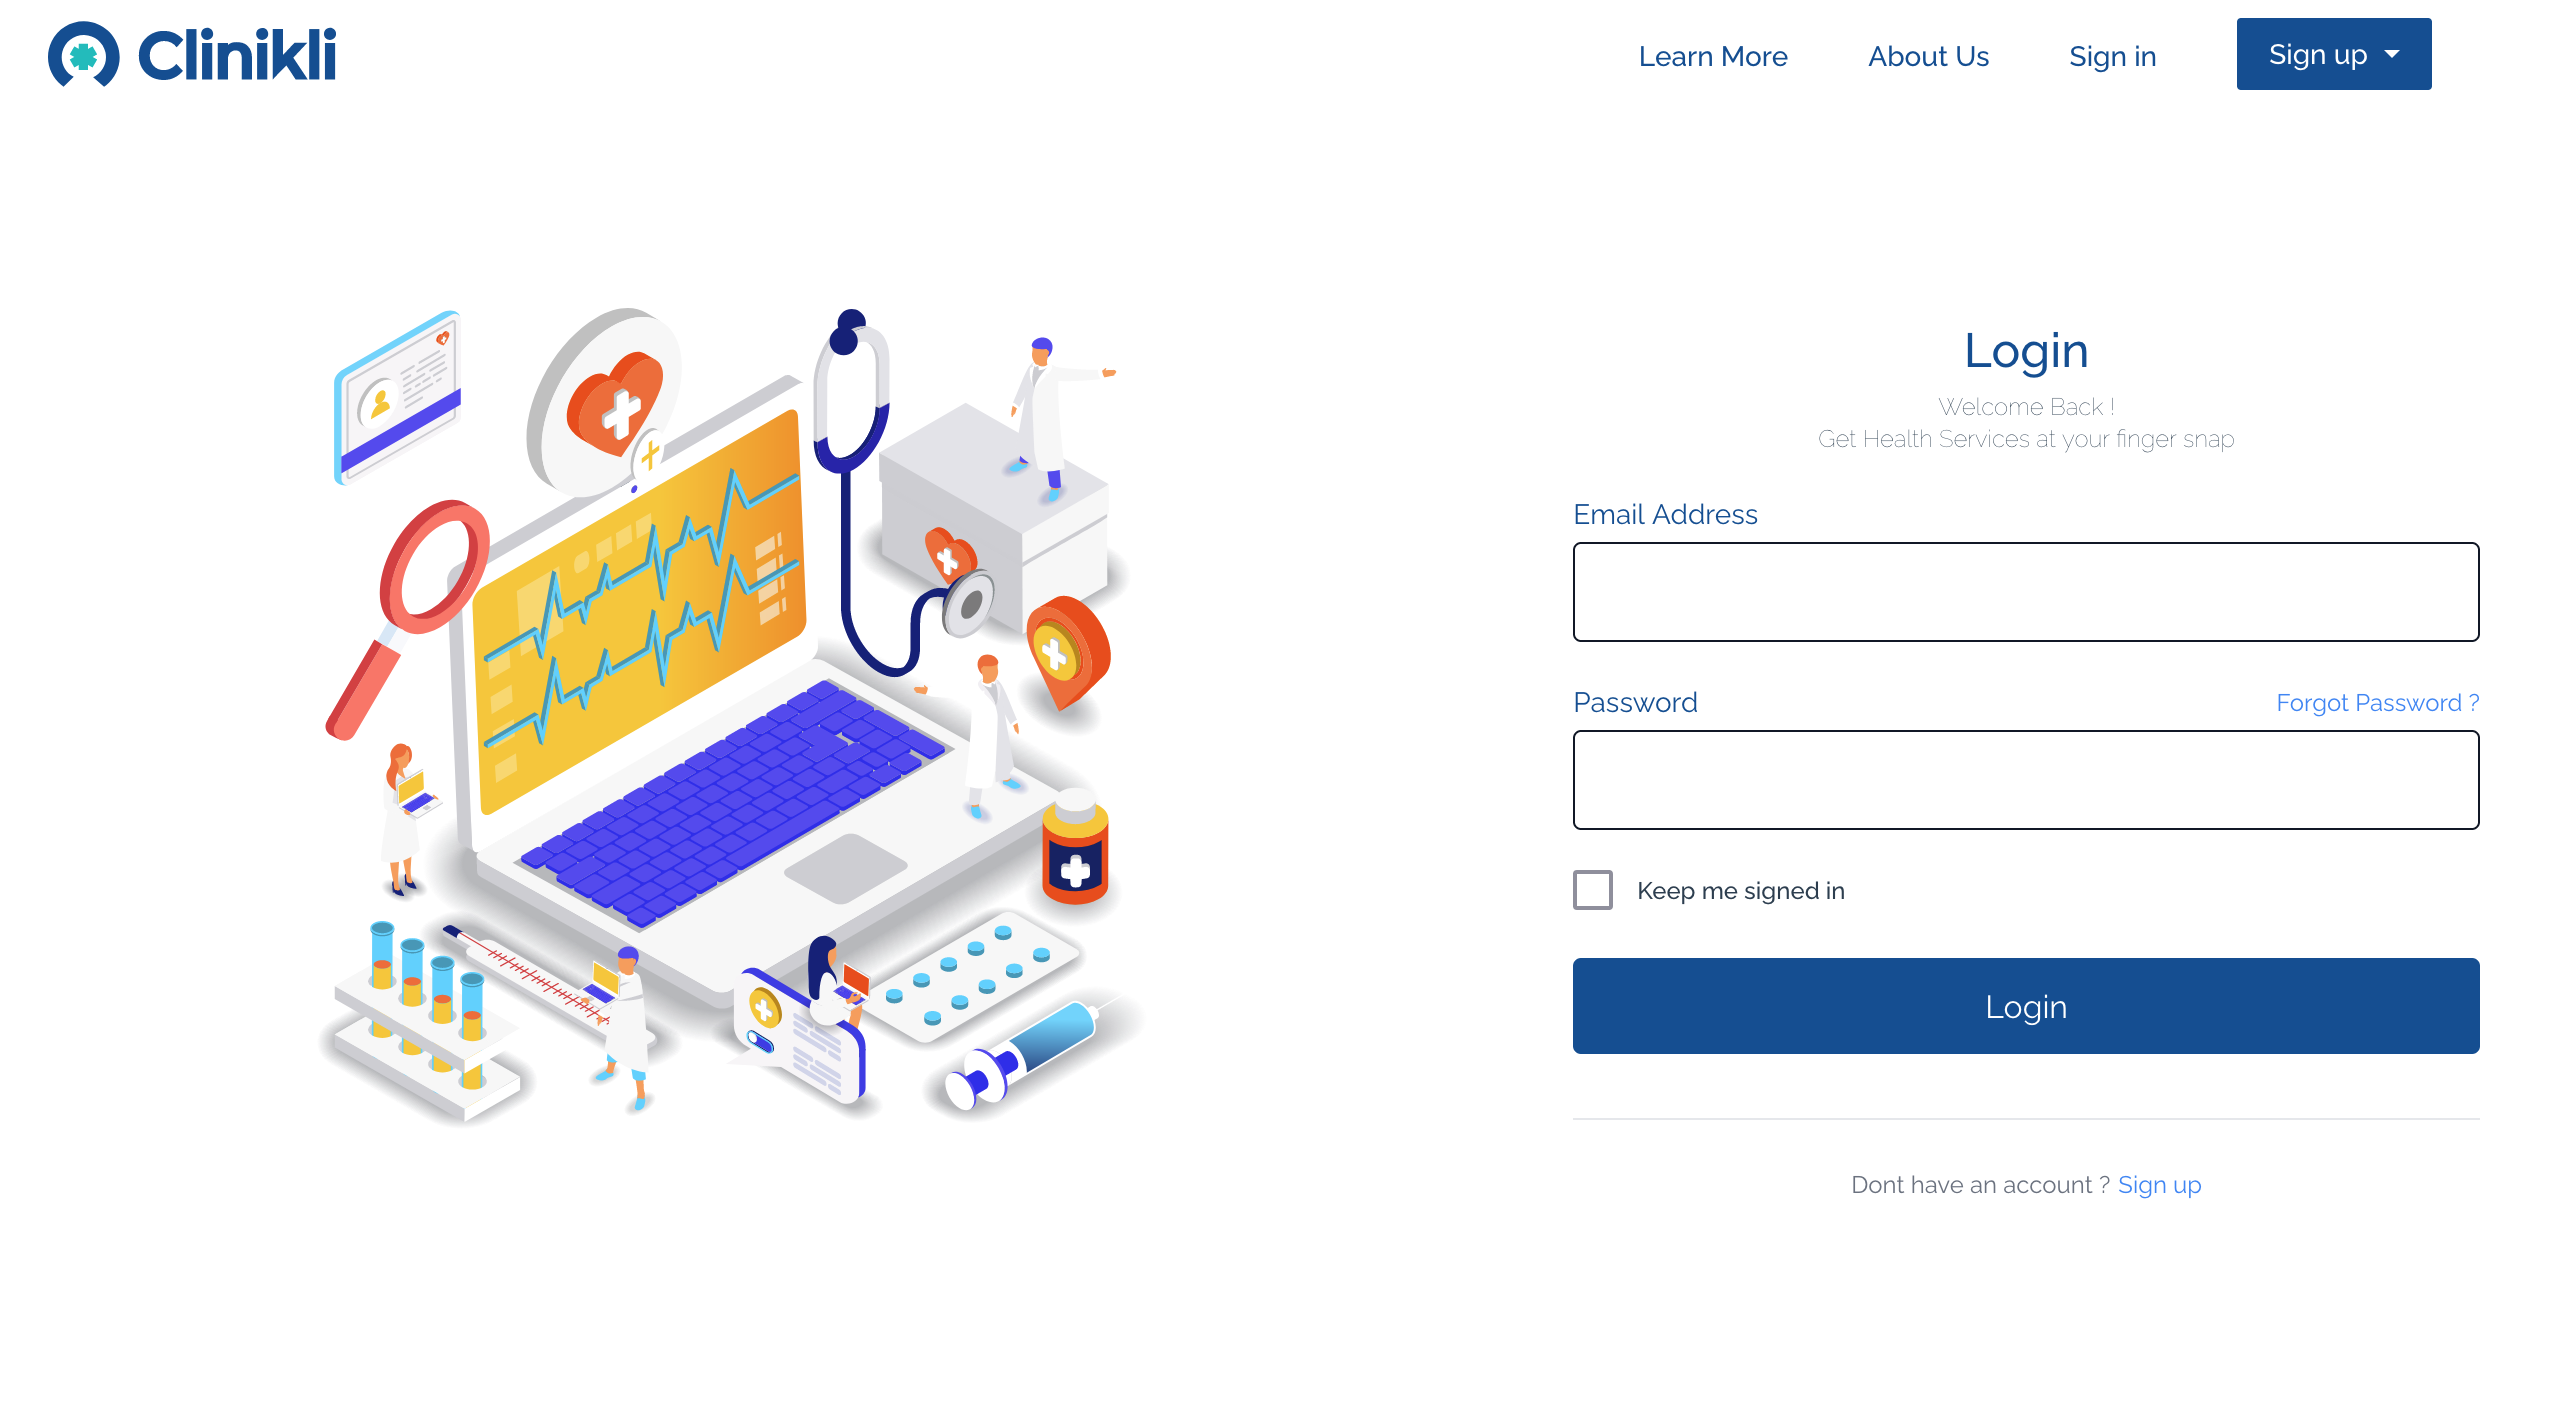 Clinikli
Learn More
About Us
Sign in
Sign up
Login
Welcome Back !
Get Health Services at your finger snap
Email Address
Password
Forgot Password ?
Keep me signed in
Login
Dont have an account ? Sign up